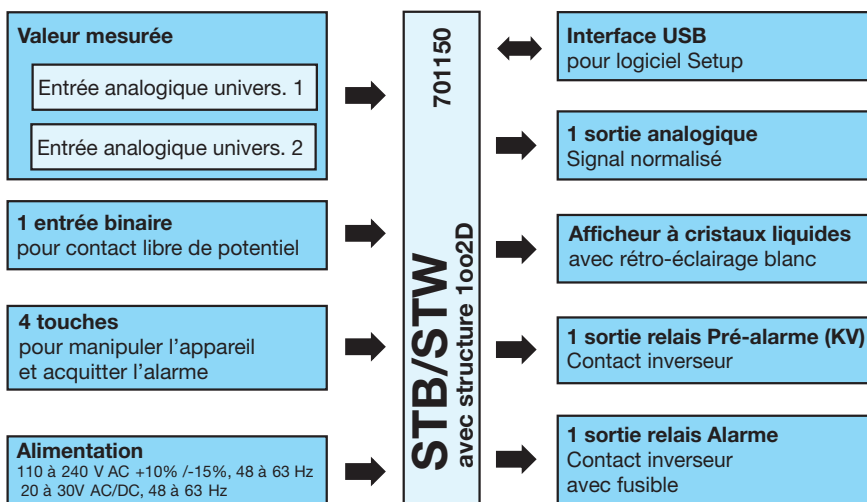 Valeur mesurée
Entrée analogique univers. 1
Entrée analogique univers. 2
1 entrée binaire
pour contact libre de potentiel
4 touches
pour manipuler l'appareil
et acquitter l'alarme
Alimentation
110 à 240 V AC +10% /-15%, 48 à 63 Hz
20 à 30V AC/DC, 48 à 63 Hz
STB/STW
avec structure 1oo2D
701150
Interface USB
pour logiciel Setup
1 sortie analogique
Signal normalisé
Afficheur à cristaux liquides
avec rétro-éclairage blanc
1 sortie relais Pré-alarme (KV)
Contact inverseur
1 sortie relais Alarme
Contact inverseur
avec fusible